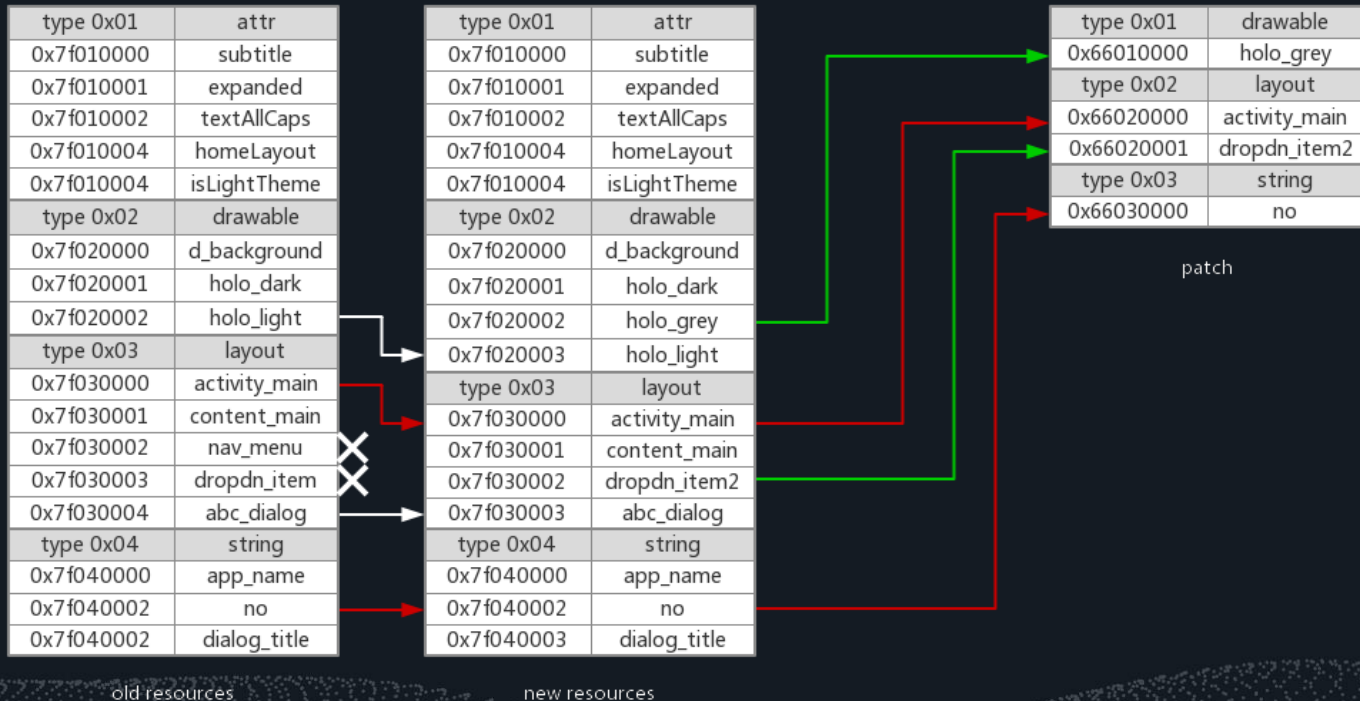 type 0x01 attr
0x7f010000 subtitle
0x7f010001 expanded
0x7f010002 textAllCaps
0x7f010004 homeLayout
0x7f010004 isLightTheme
type 0x02 drawable
0x7f020000 d_background
0x7f020001 holo_dark
0x7f020002 holo_light
type 0x03 layout
0x7f030000 activity_main
0x7f030001 content_main
0x7f030002 nav_menu
0x7f030003 dropdn_item
0x7f030004 abc_dialog
type 0x04 string
0x7f040000 app_name
0x7f040002 no
0x7f040002 dialog_title
old resources
type 0x01 attr
0x7f010000 subtitle
0x7f010001 expanded
0x7f010002 textAllCaps
0x7f010004 homeLayout
0x7f010004 isLightTheme
type 0x02 drawable
0x7f020000 d_background
0x7f020001 holo_dark
0x7f020002 holo_grey
0x7f020003 holo_light
type 0x03 layout
0x7f030000 activity_main
0x7f030001 content_main
0x7f030002 dropdn_item2
0x7f030003 abc_dialog
type 0x04 string
0x7f040000 app_name
0x7f040002 no
0x7f040003 dialog_title
new resources
type 0x01 drawable
0x66010000 holo_grey
type 0x02 layout
0x66020000 activity_main
0x66020001 dropdn_item2
type 0x03 string
0x66030000 no
patch